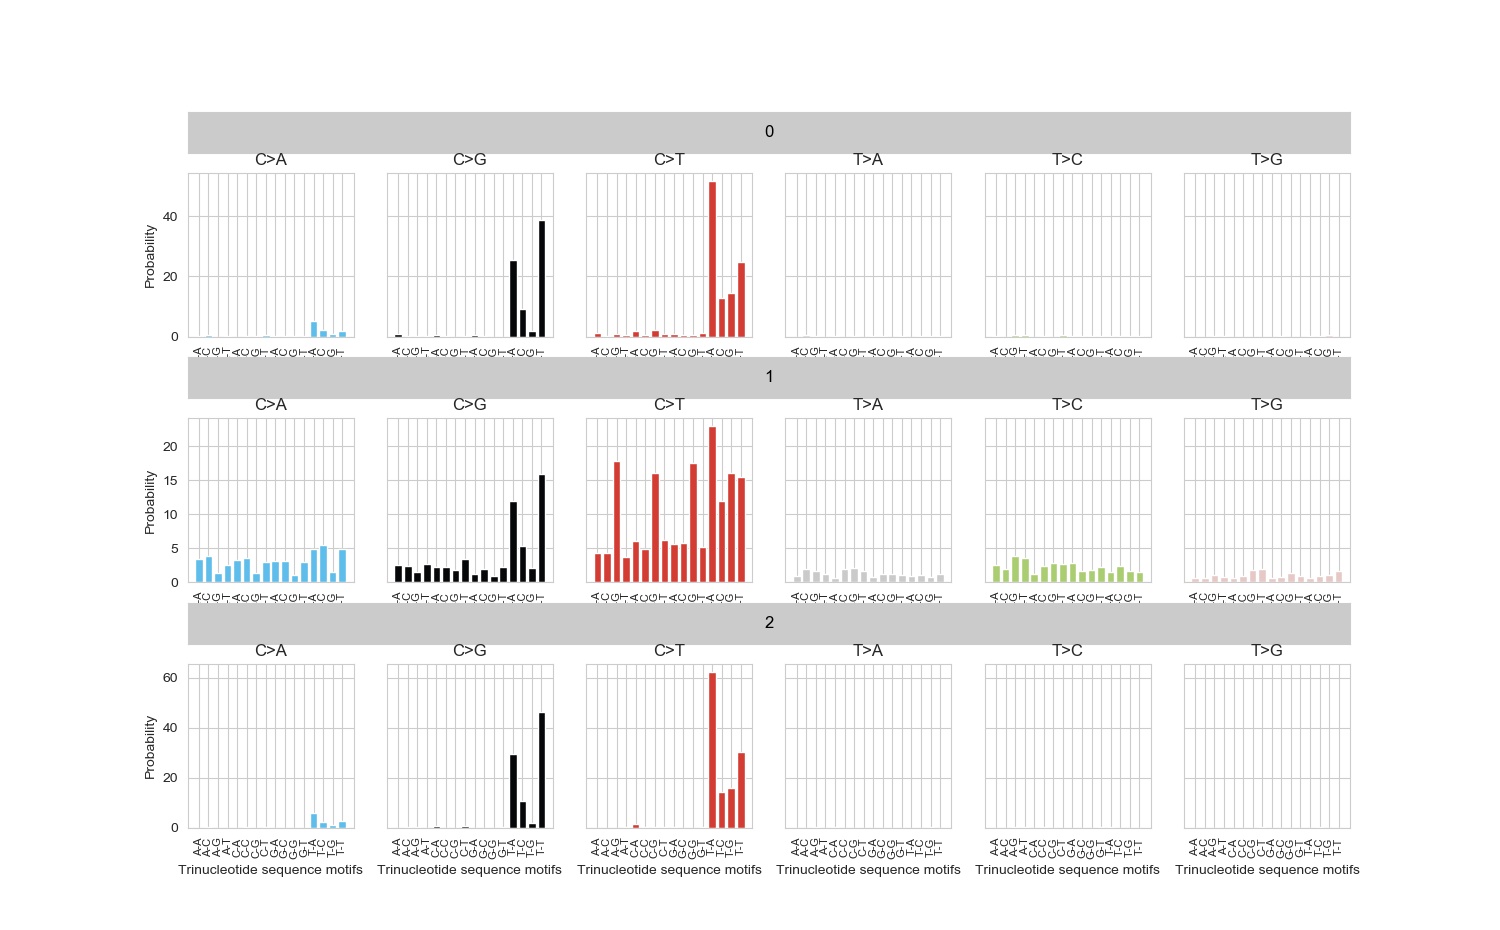 0
C>A C>G C>T T>A T>C T>G
Probability
40
20
0
1
C>A C>G C>T T>A T>C T>G
Probability
20
15
10
5
0
2
C>A C>G C>T T>A T>C T>G
Probability
60
40
20
0
A-A A-C A-G A-T C-A C-C C-G C-T G-A G-C G-G G-T T-A T-C T-G T-T
A-A A-C A-G A-T C-A C-C C-G C-T G-A G-C G-G G-T T-A T-C T-G T-T
A-A A-C A-G A-T C-A C-C C-G C-T G-A G-C G-G G-T T-A T-C T-G T-T
A-A A-C A-G A-T C-A C-C C-G C-T G-A G-C G-G G-T T-A T-C T-G T-T
A-A A-C A-G A-T C-A C-C C-G C-T G-A G-C G-G G-T T-A T-C T-G T-T
A-A A-C A-G A-T C-A C-C C-G C-T G-A G-C G-G G-T T-A T-C T-G T-T
Trinucleotide sequence motifs Trinucleotide sequence motifs Trinucleotide sequence motifs Trinucleotide sequence motifs Trinucleotide sequence motifs Trinucleotide sequence motifs